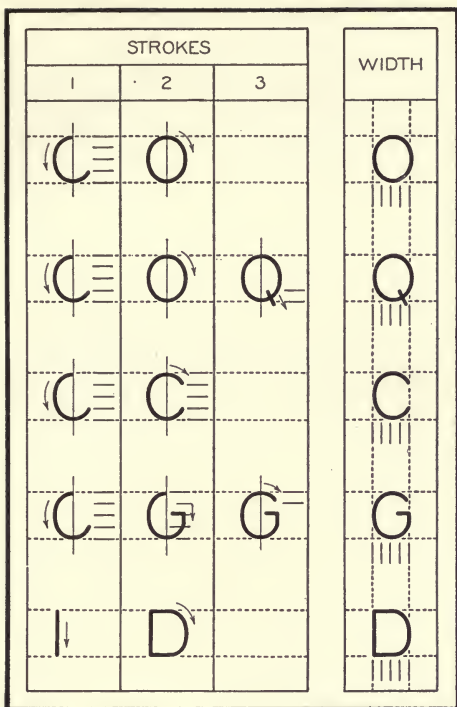 STROKES
WIDTH
1 2 3
C O O
C O Q Q
C C C
C G G G
I D D